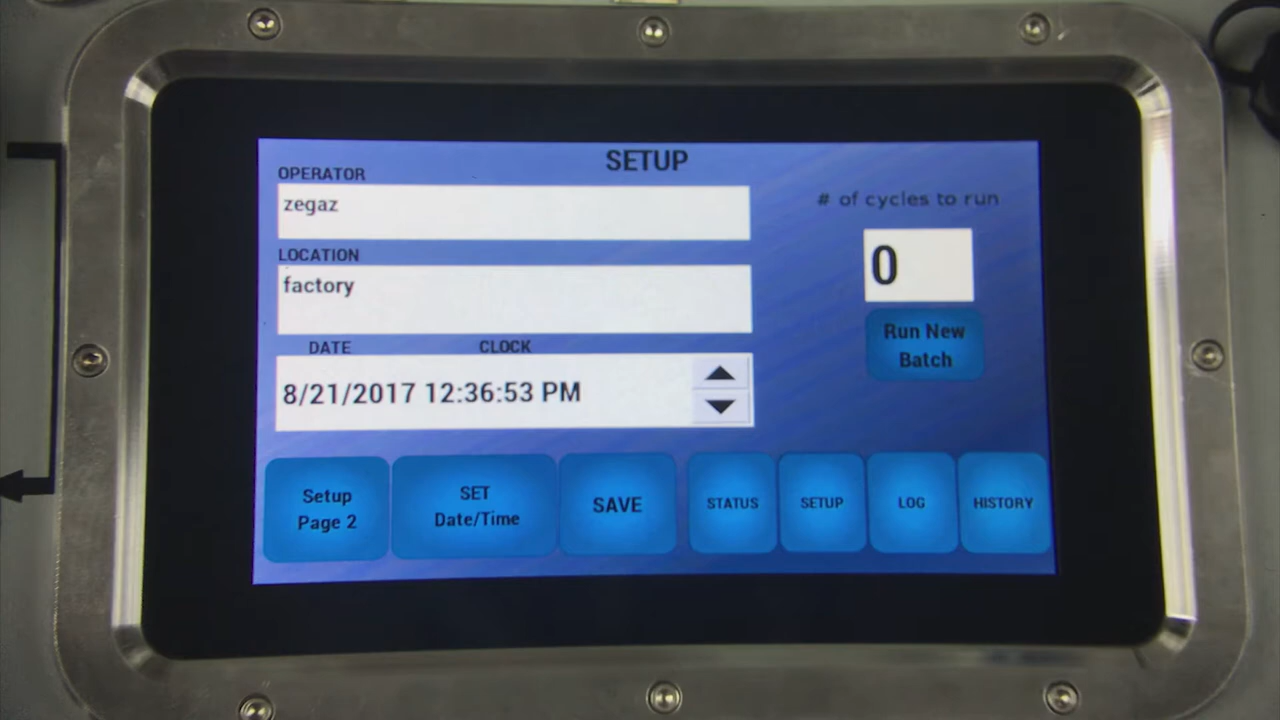 SETUP
OPERATOR
zegaz
LOCATION
factory
DATE CLOCK
8/21/2017 12:36:53 PM
# of cycles to run
0
Run New
Batch
Setup
Page 2
SET
Date/Time
SAVE
STATUS
SETUP
LOG
HISTORY